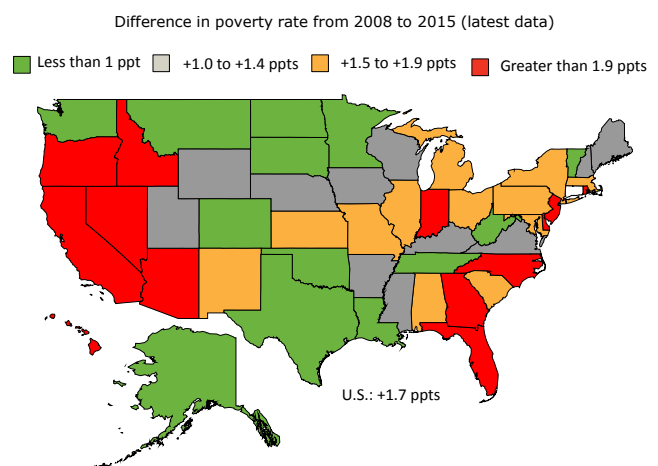 Difference in poverty rate from 2008 to 2015 (latest data)
Less than 1 ppt +1.0 to +1.4 ppts +1.5 to +1.9 ppts Greater than 1.9 ppts
U.S.: +1.7 ppts